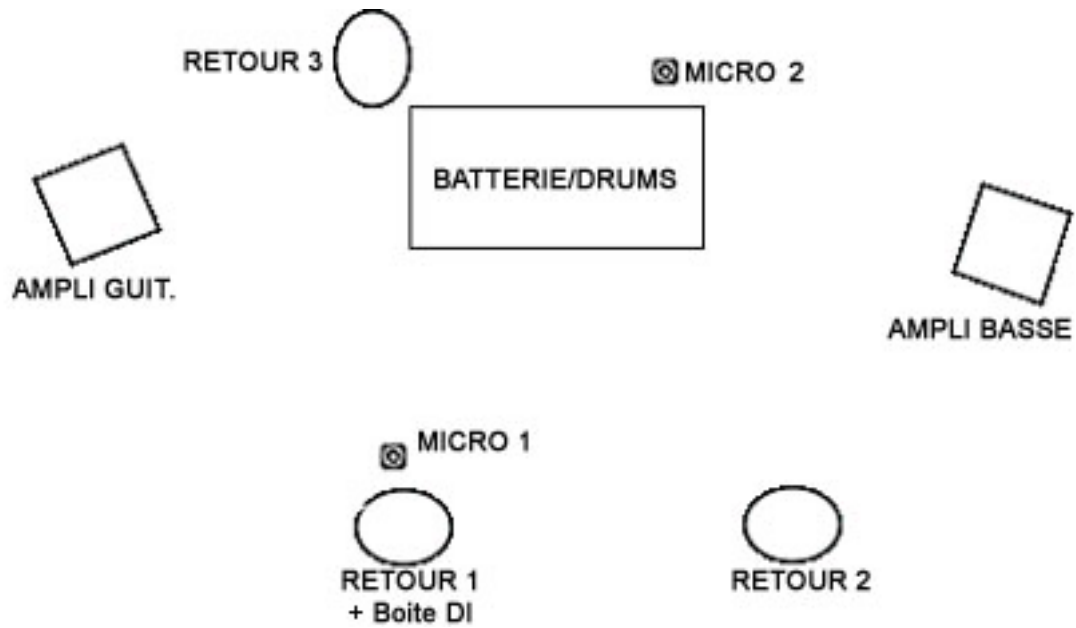 RETOUR 3
MICRO 2
BATTERIE/DRUMS
AMPLI GUIT.
AMPLI BASSE
MICRO 1
RETOUR 1
+ Boite DI
RETOUR 2